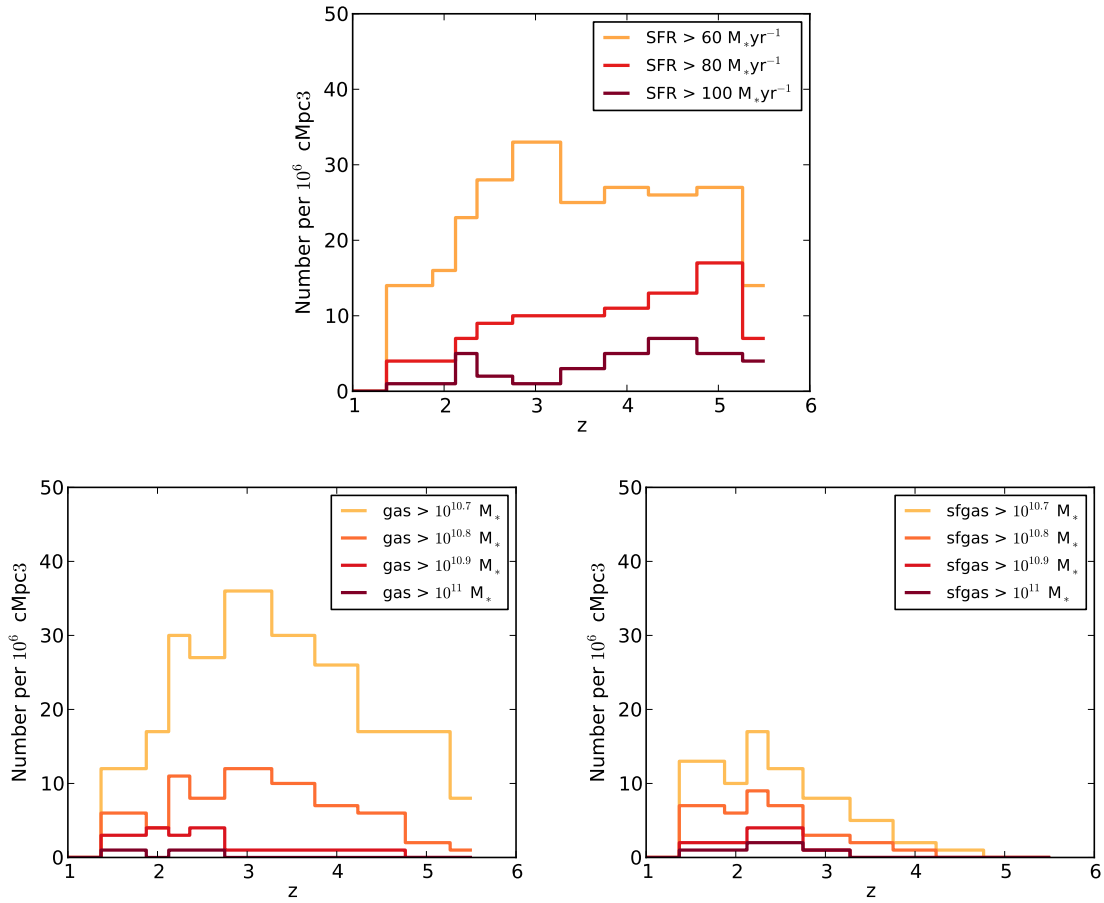 50
40
30
20
10
0
Number per 10^6 cMpc3
SFR > 60 M_*yr^−1
SFR > 80 M_*yr^−1
SFR > 100 M_*yr^−1
1 2 3 4 5 6
z
50
40
30
20
10
0
Number per 10^6 cMpc3
gas > 10^10.7 M_*
gas > 10^10.8 M_*
gas > 10^10.9 M_*
gas > 10^11 M_*
1 2 3 4 5 6
z
50
40
30
20
10
0
Number per 10^6 cMpc3
sfgas > 10^10.7 M_*
sfgas > 10^10.8 M_*
sfgas > 10^10.9 M_*
sfgas > 10^11 M_*
1 2 3 4 5 6
z